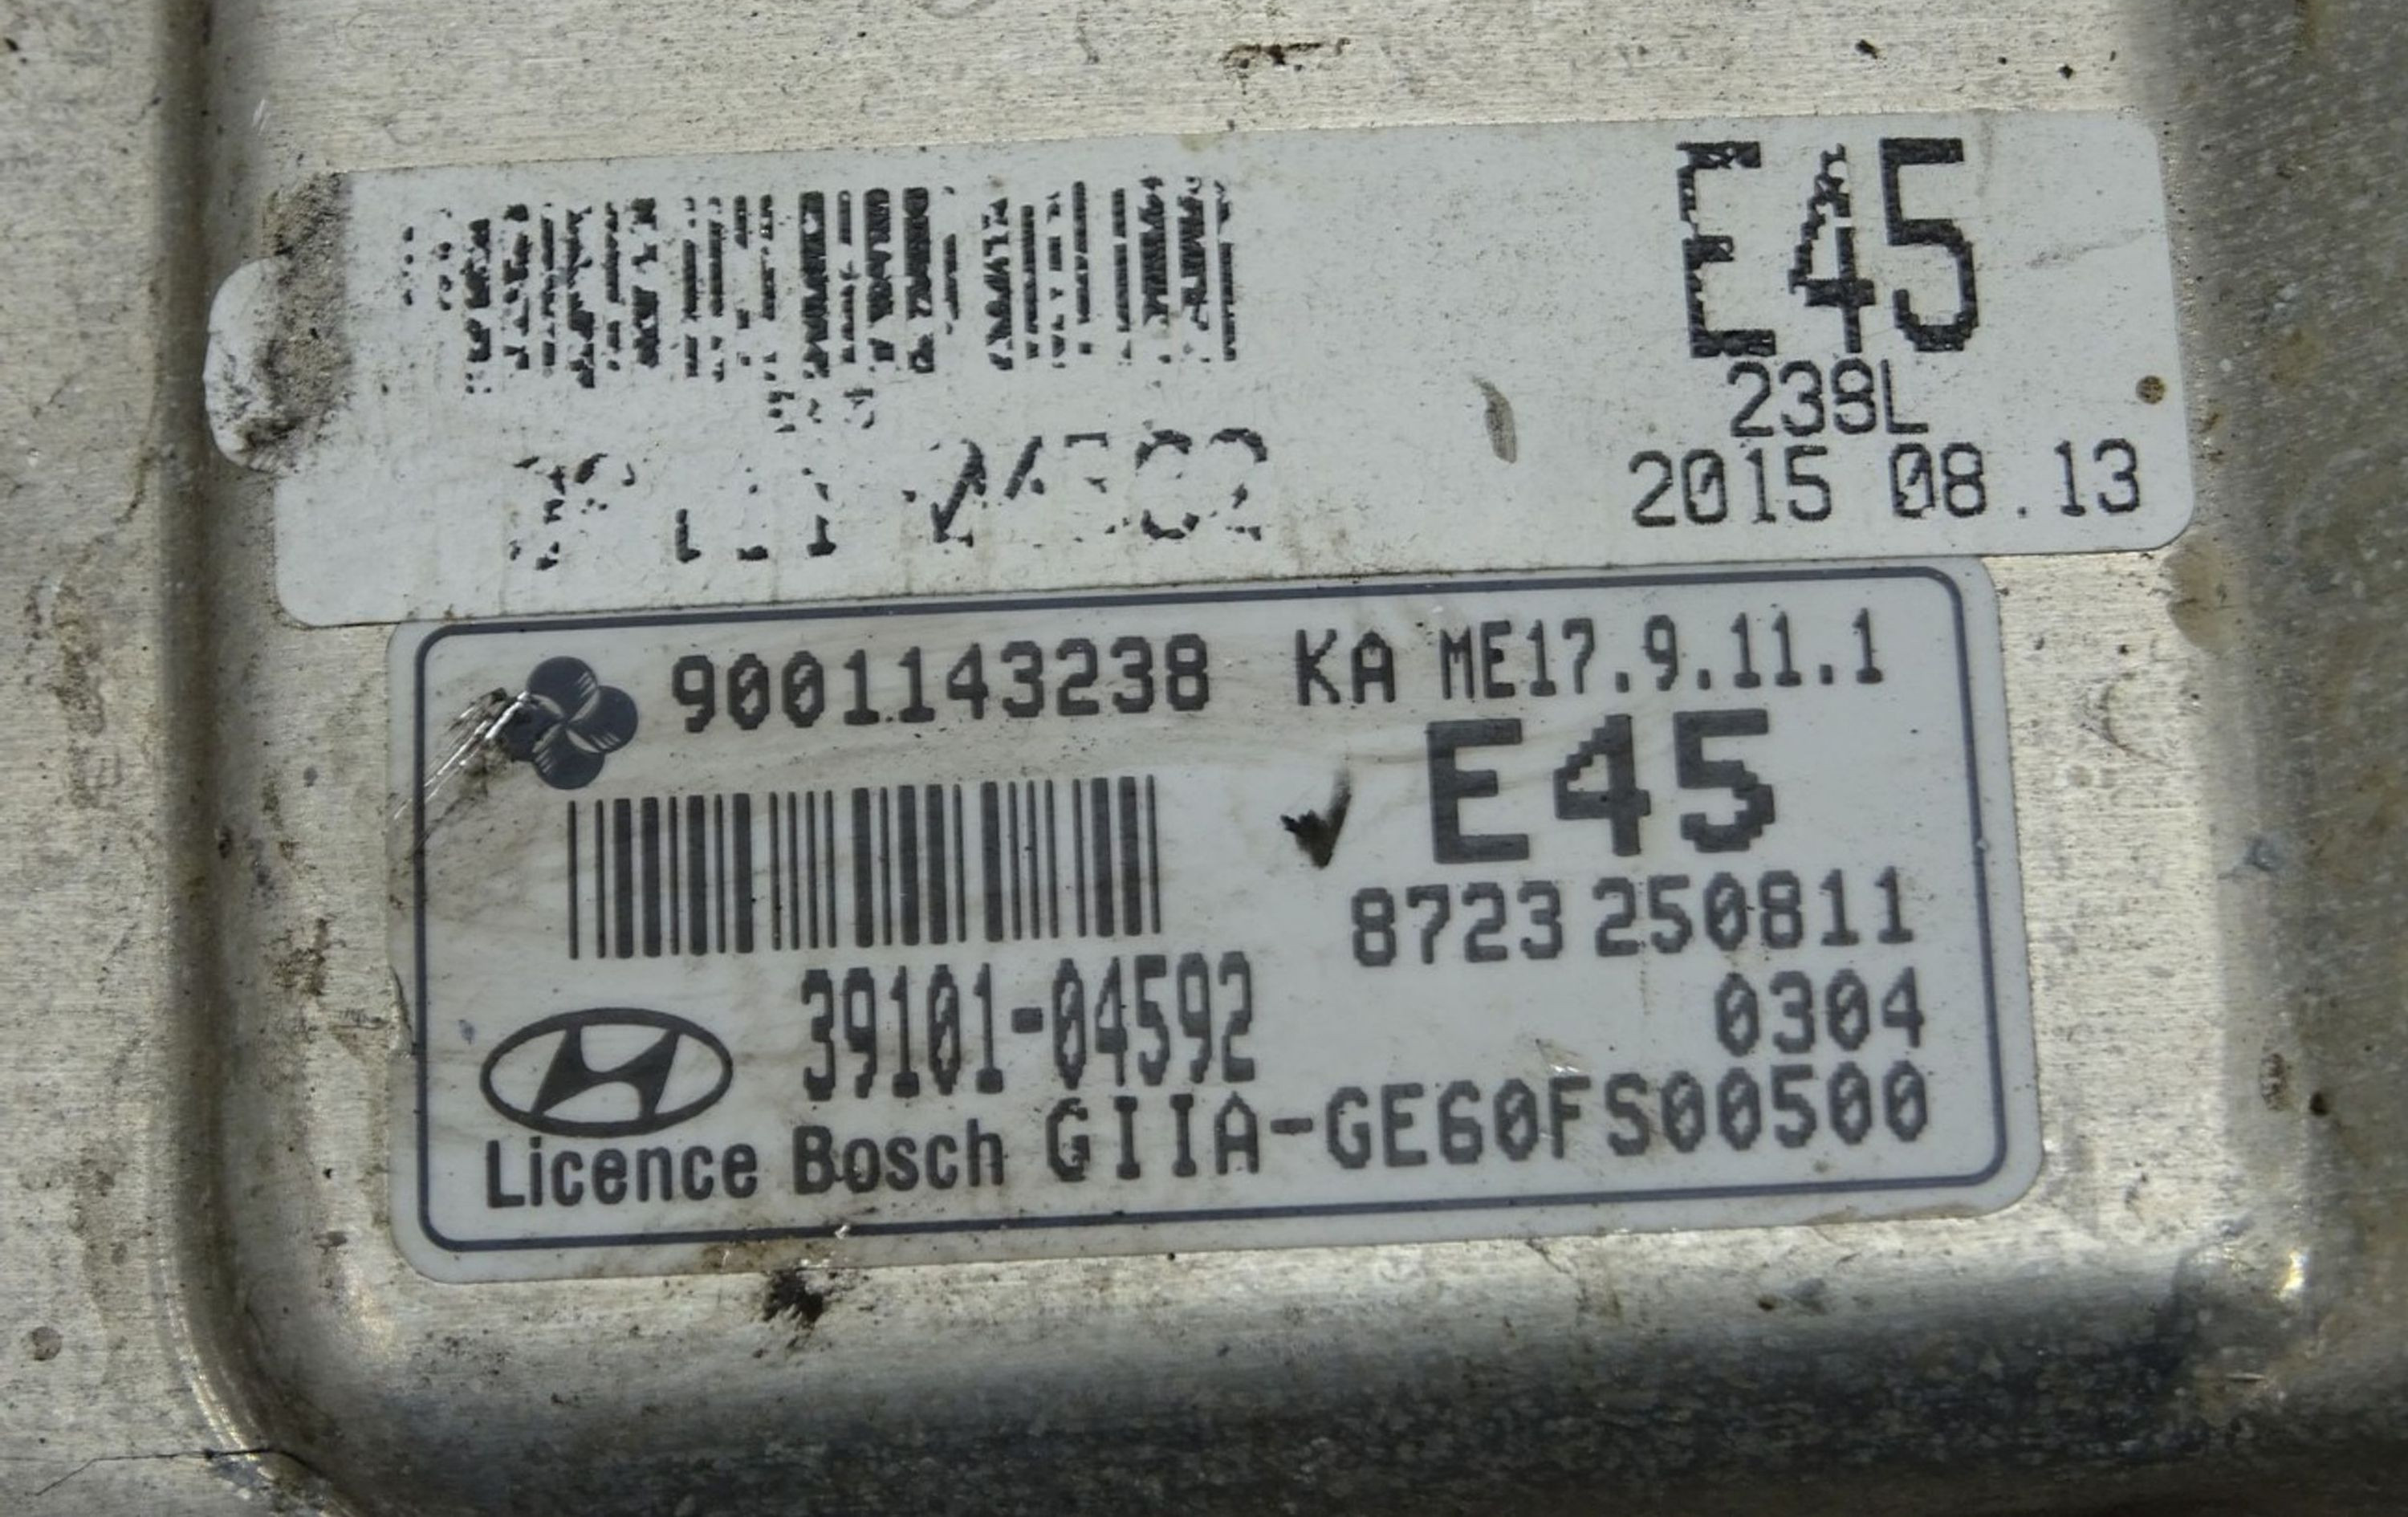 E45
238L
2015 08.13
9001143238 KA ME17.9.11.1
E45
8723 250811
39101-04592
0304
Licence Bosch GIIA-GE60FS00500